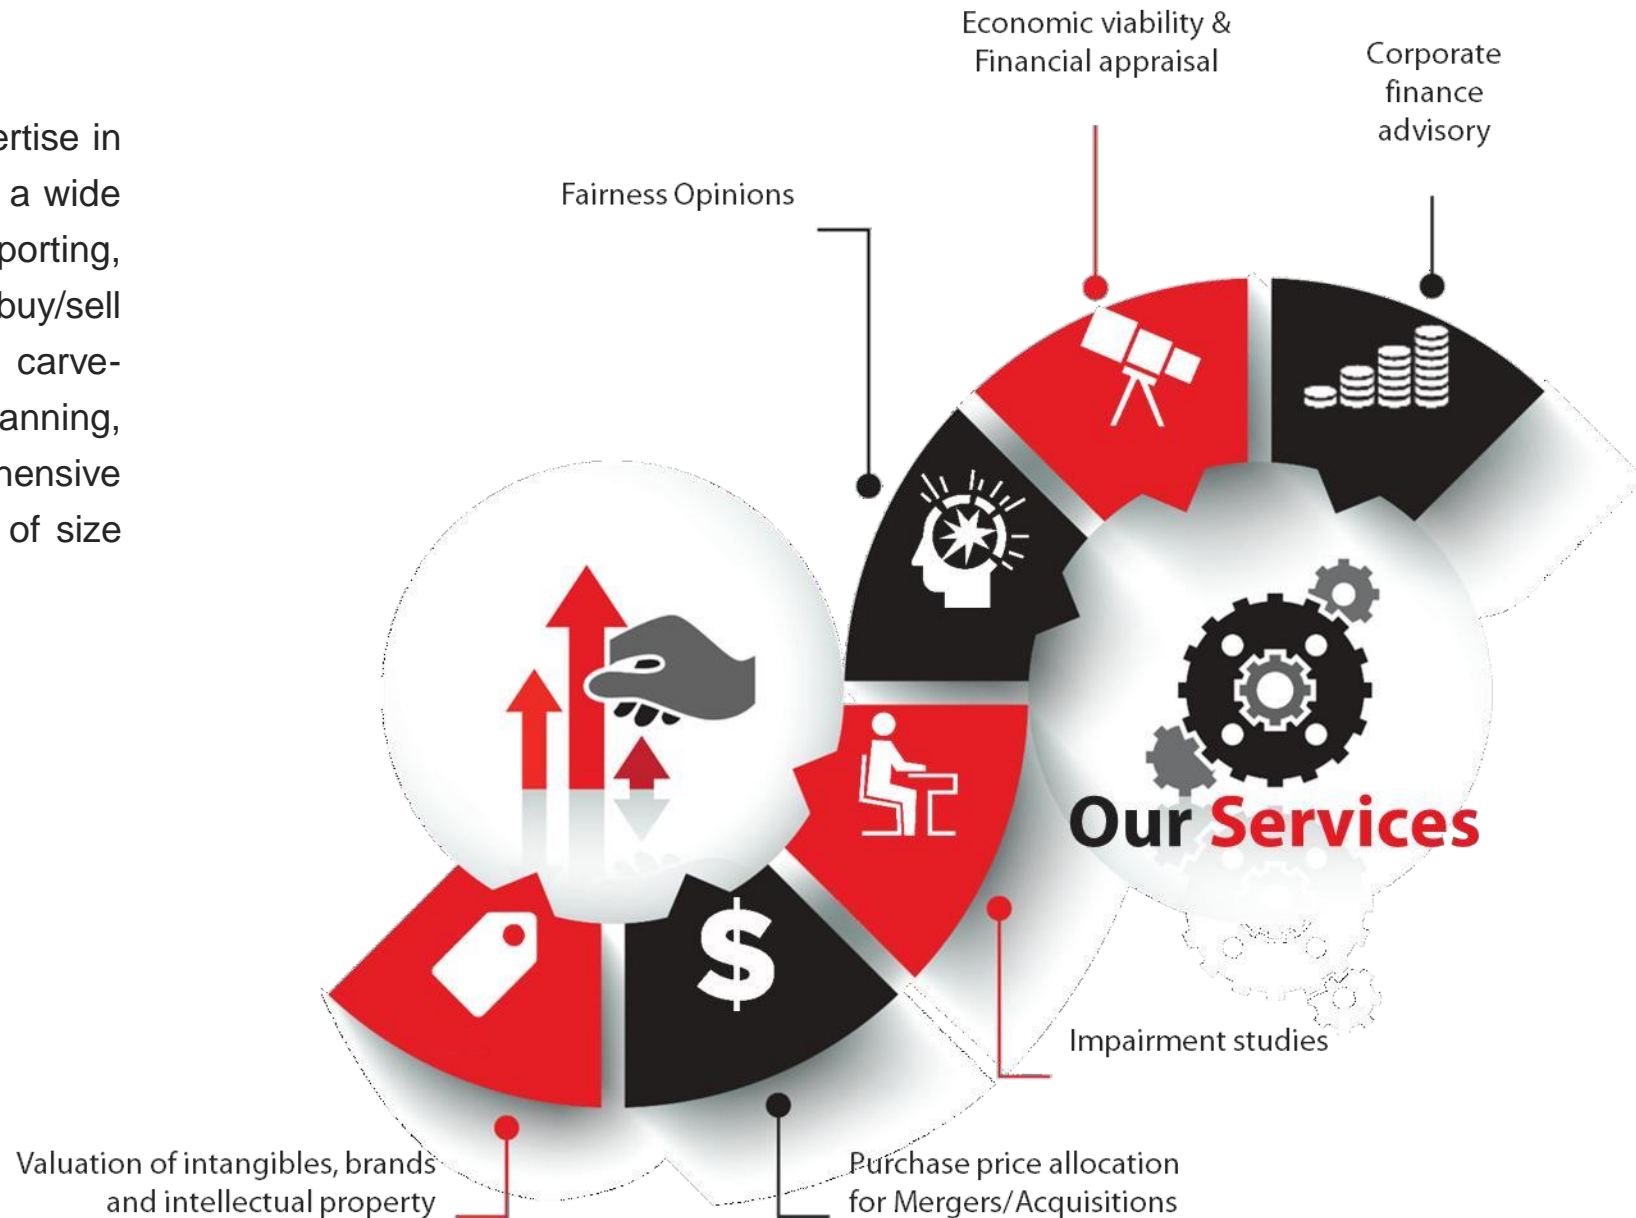 ertise in
a wide
porting,
buy/sell
carve-
anning,
hensive
of size
Economic viability &
Financial appraisal
Corporate
finance
advisory
Fairness Opinions
$
Our Services
Impairment studies
Valuation of intangibles, brands
and intellectual property
Purchase price allocation
for Mergers/Acquisitions